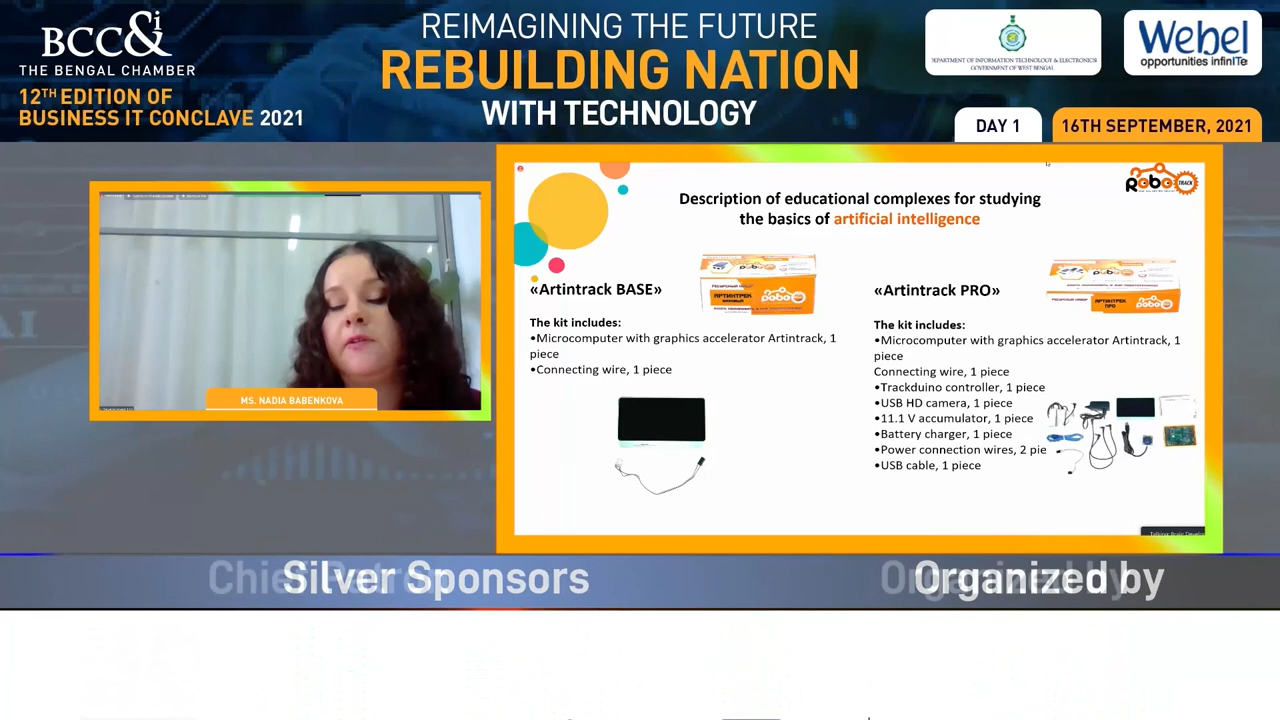 BCC&i
THE BENGAL CHAMBER
12TH EDITION OF
BUSINESS IT CONCLAVE 2021
REIMAGINING THE FUTURE
REBUILDING NATION
WITH TECHNOLOGY
DEPARTMENT OF INFORMATION TECHNOLOGY & ELECTRONICS
GOVERNMENT OF WEST BENGAL
Webel
opportunities infinITe
DAY 1
16TH SEPTEMBER, 2021
MS. NADIA BABENKOVA
ROBO TRACK
Description of educational complexes for studying
the basics of artificial intelligence
«Artintrack BASE»
The kit includes:
•Microcomputer with graphics accelerator Artintrack, 1
piece
•Connecting wire, 1 piece
«Artintrack PRO»
The kit includes:
•Microcomputer with graphics accelerator Artintrack, 1
piece
Connecting wire, 1 piece
•Trackduino controller, 1 piece
•USB HD camera, 1 piece
•11.1 V accumulator, 1 piece
•Battery charger, 1 piece
•Power connection wires, 2 pie
•USB cable, 1 piece
AI
Silver Sponsors
Organized by